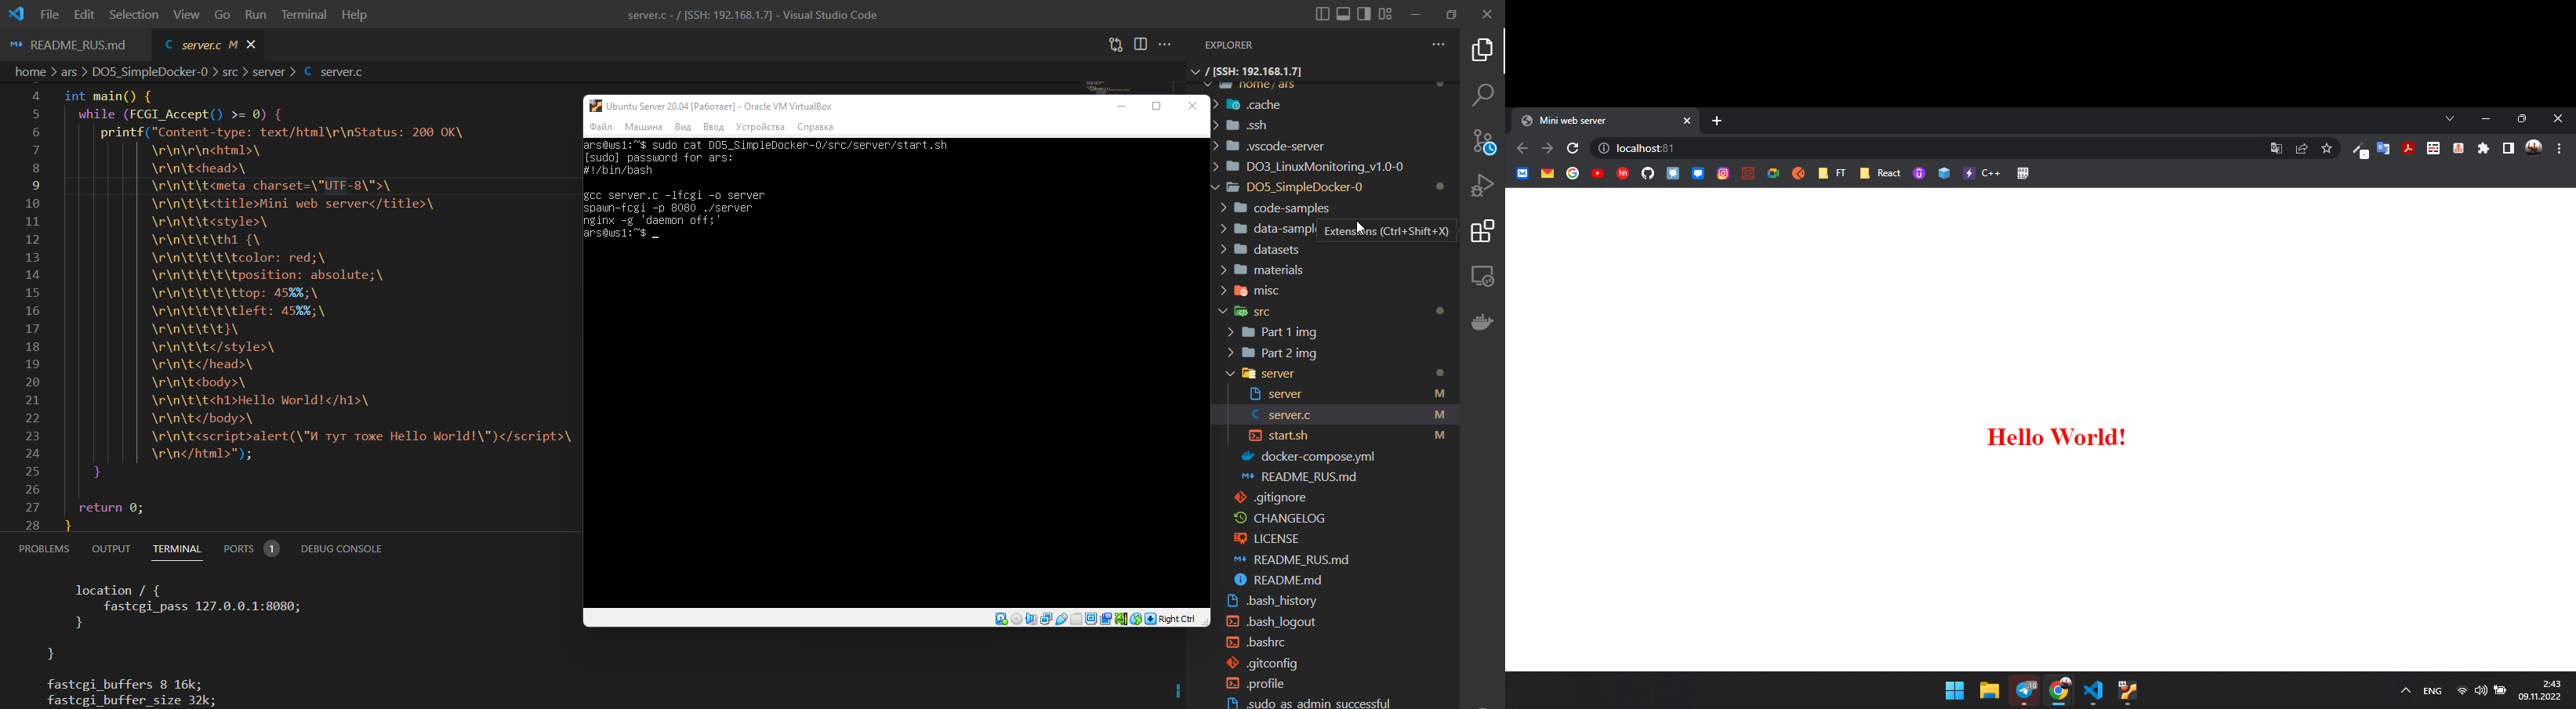 File Edit Selection View Go Run Terminal Help
server.c - / [SSH: 192.168.1.7] - Visual Studio Code
README_RUS.md
C server.c M
home > ars > DO5_SimpleDocker-0 > src > server > C server.c
4 int main() {
5 while (FCGI_Accept() >= 0) {
6 printf("Content-type: text/html\r\nStatus: 200 OK\
7 \r\n\r\n<html>\
8 \r\n\t<head>\
9 \r\n\t\t<meta charset=\"UTF-8\">\
10 \r\n\t\t<title>Mini web server</title>\
11 \r\n\t\t<style>\
12 \r\n\t\t\th1 {\
13 \r\n\t\t\t\tcolor: red;\
14 \r\n\t\t\t\tposition: absolute;\
15 \r\n\t\t\t\ttop: 45%%;\
16 \r\n\t\t\t\tleft: 45%%;\
17 \r\n\t\t\t}\
18 \r\n\t\t</style>\
19 \r\n\t</head>\
20 \r\n\t<body>\
21 \r\n\t\t<h1>Hello World!</h1>\
22 \r\n\t</body>\
23 \r\n\t<script>alert(\"И тут тоже Hello World!\")</script>\
24 \r\n</html>");
25 }
26
27 return 0;
28 }
PROBLEMS OUTPUT TERMINAL PORTS 1 DEBUG CONSOLE
location / {
fastcgi_pass 127.0.0.1:8080;
}
}
fastcgi_buffers 8 16k;
fastcgi_buffer_size 32k;
Ubuntu Server 20.04 [Работает] - Oracle VM VirtualBox
Файл Машина Вид Ввод Устройства Справка
ars@ws1:~$ sudo cat DO5_SimpleDocker-0/src/server/start.sh
[sudo] password for ars:
#!/bin/bash
gcc server.c -lfcgi -o server
spawn-fcgi -p 8080 ./server
nginx -g 'daemon off;'
ars@ws1:~$ _
Right Ctrl
EXPLORER
/ [SSH: 192.168.1.7]
home / ars
.cache
.ssh
.vscode-server
DO3_LinuxMonitoring_v1.0-0
DO5_SimpleDocker-0
code-samples
data-sampl
Extensions (Ctrl+Shift+X)
datasets
materials
misc
src
Part 1 img
Part 2 img
server
server M
C server.c M
start.sh M
docker-compose.yml
README_RUS.md
.gitignore
CHANGELOG
LICENSE
README_RUS.md
README.md
.bash_history
.bash_logout
.bashrc
.gitconfig
.profile
.sudo_as_admin_successful
Mini web server
localhost:81
FT React C++
Hello World!
ENG
2:43
09.11.2022